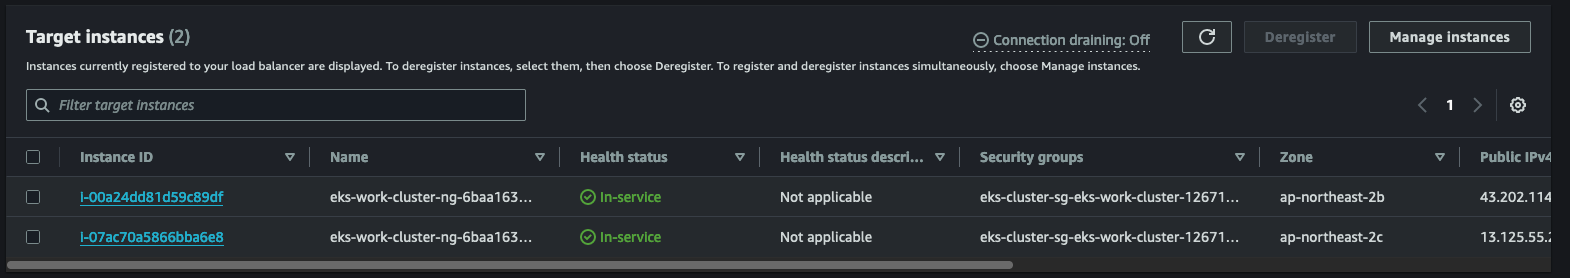 Target instances (2)
Connection draining: Off
Deregister
Manage instances
Instances currently registered to your load balancer are displayed. To deregister instances, select them, then choose Deregister. To register and deregister instances simultaneously, choose Manage instances.
Filter target instances
1
Instance ID Name Health status Health status descri... Security groups Zone Public IPv4
i-00a24dd81d59c89df eks-work-cluster-ng-6baa163... In-service Not applicable eks-cluster-sg-eks-work-cluster-12671... ap-northeast-2b 43.202.114
i-07ac70a5866bba6e8 eks-work-cluster-ng-6baa163... In-service Not applicable eks-cluster-sg-eks-work-cluster-12671... ap-northeast-2c 13.125.55.2